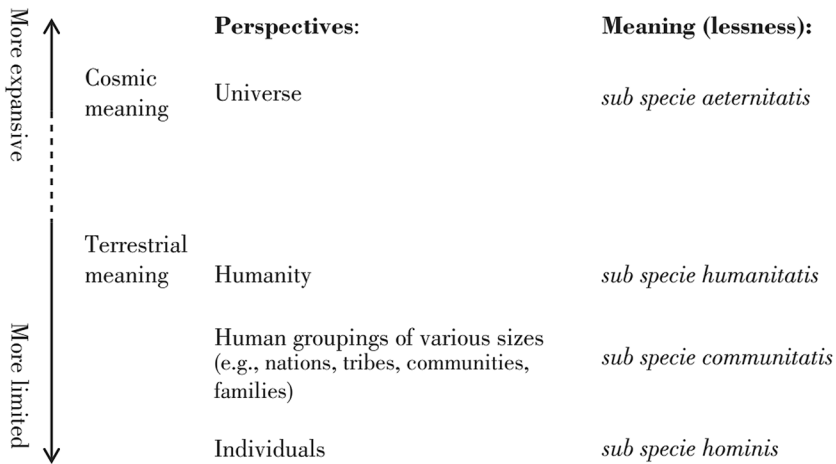 More expansive
Perspectives:
Meaning (lessness):
Cosmic
meaning
Universe
sub specie aeternitatis
Terrestrial
meaning
Humanity
sub specie humanitatis
More limited
Human groupings of various sizes
(e.g., nations, tribes, communities,
families)
sub specie communitatis
Individuals
sub specie hominis